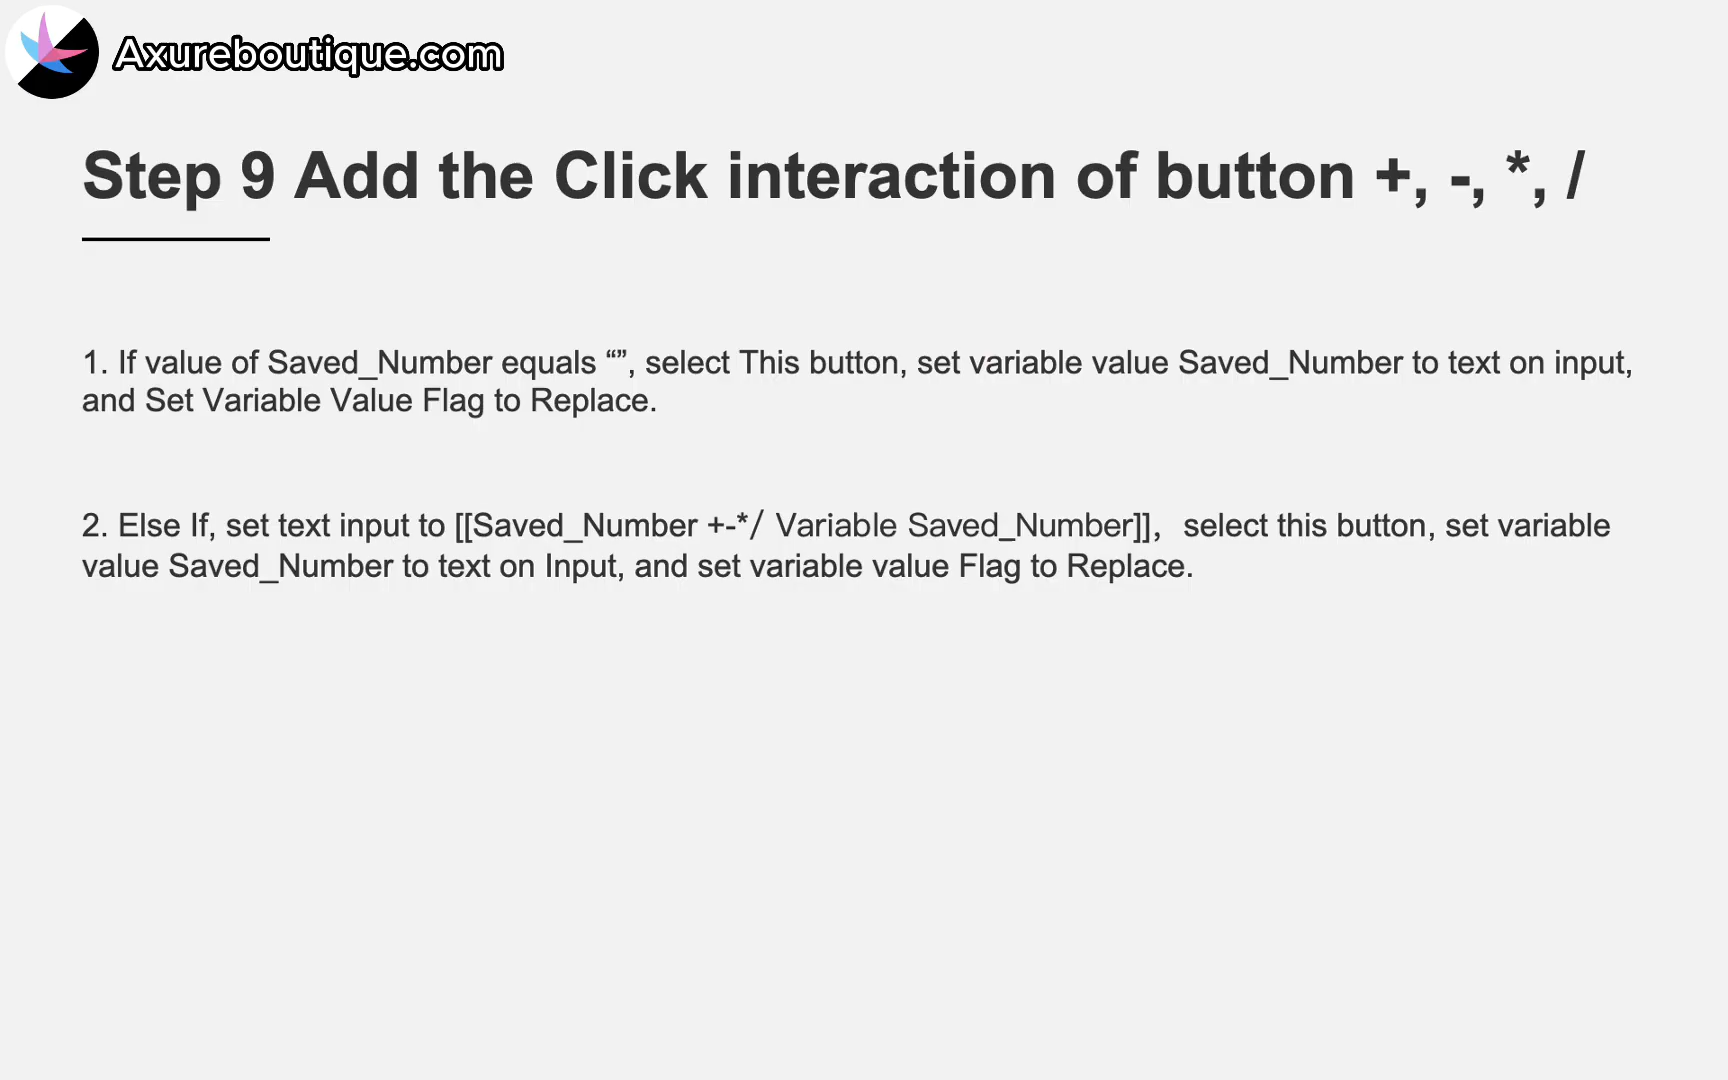 Axureboutique.com
Step 9 Add the Click interaction of button +, -, *, /
1. If value of Saved_Number equals “”, select This button, set variable value Saved_Number to text on input,
and Set Variable Value Flag to Replace.
2. Else If, set text input to [[Saved_Number +-*/ Variable Saved_Number]]，select this button, set variable
value Saved_Number to text on Input, and set variable value Flag to Replace.